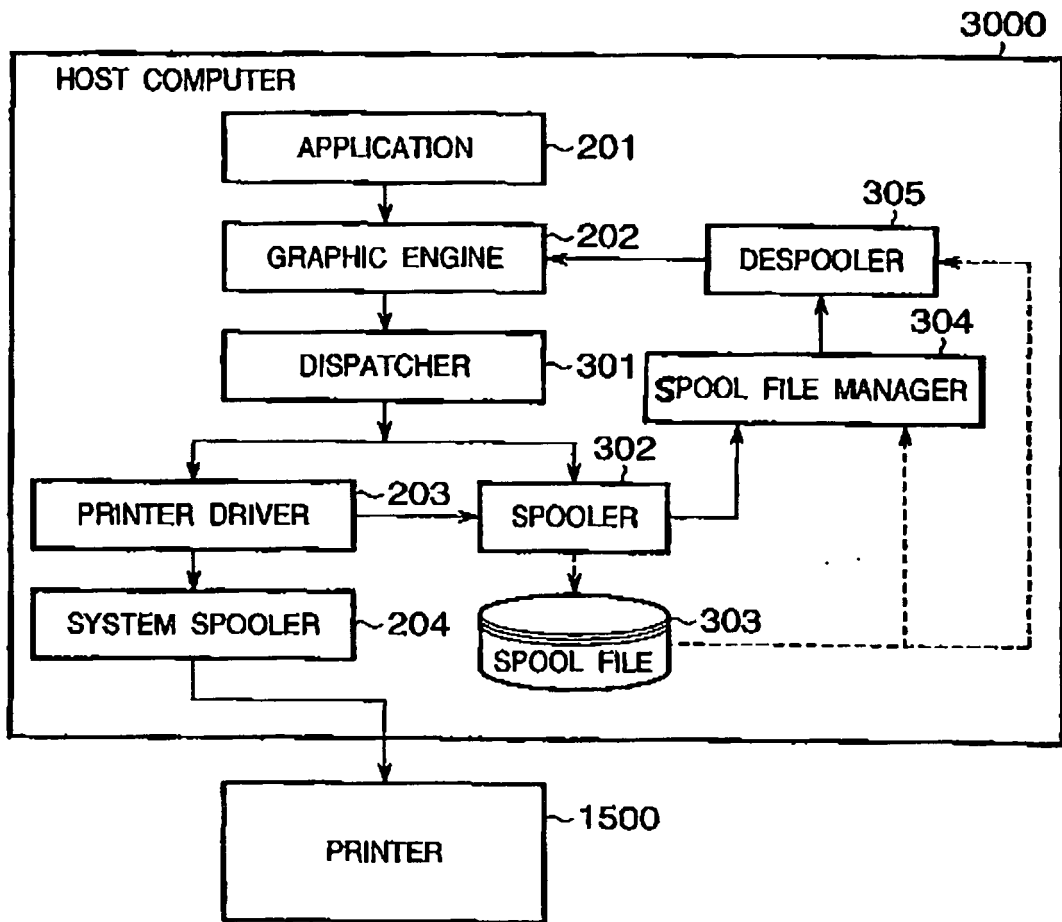 3000
HOST COMPUTER
APPLICATION
201
305
GRAPHIC ENGINE
202
DESPOOLER
304
DISPATCHER
301
SPOOL FILE MANAGER
302
PRINTER DRIVER
203
SPOOLER
SYSTEM SPOOLER
204
303
SPOOL FILE
1500
PRINTER